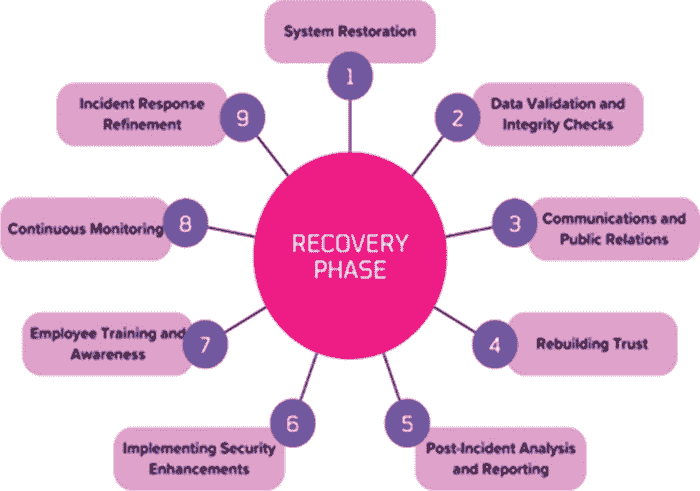 System Restoration
1
Data Validation and
Integrity Checks
2
Communications and
Public Relations
3
Rebuilding Trust
4
Post-Incident Analysis
and Reporting
5
Implementing Security
Enhancements
6
Employee Training and
Awareness
7
Continuous Monitoring
8
Incident Response
Refinement
9
RECOVERY
PHASE